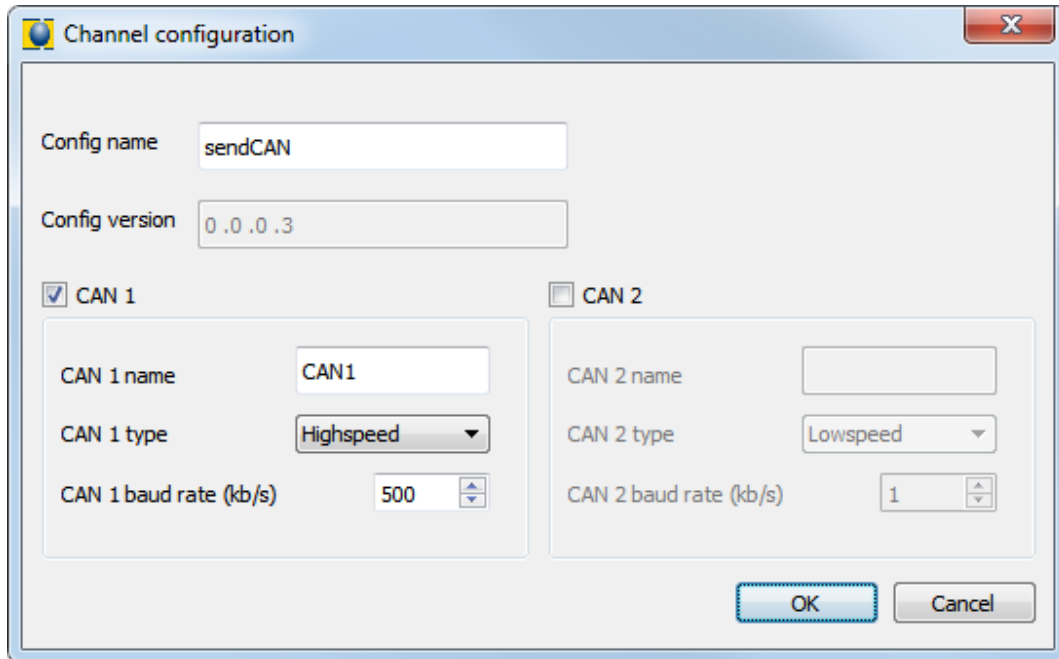 Channel configuration
Config name sendCAN
Config version 0 .0 .0 .3
CAN 1 CAN 2
CAN 1 name CAN1 CAN 2 name
CAN 1 type Highspeed CAN 2 type Lowspeed
CAN 1 baud rate (kb/s) 500 CAN 2 baud rate (kb/s) 1
OK Cancel